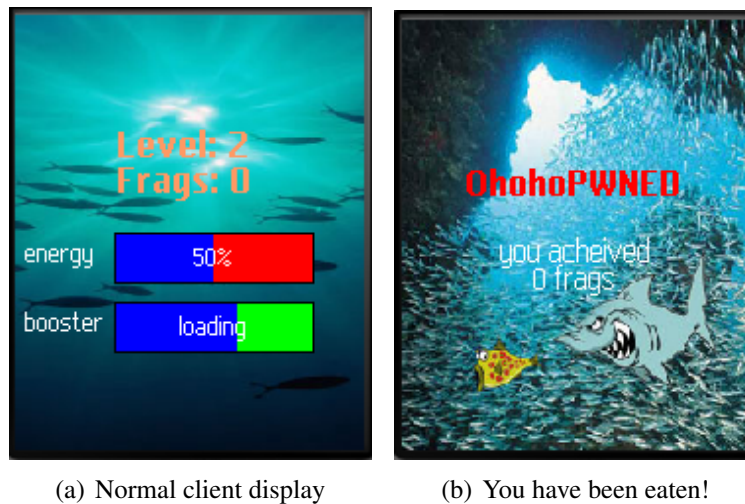 Level: 2
Frags: 0
energy 50%
booster loading
OhohoPWNED
you acheived
0 frags
(a) Normal client display
(b) You have been eaten!